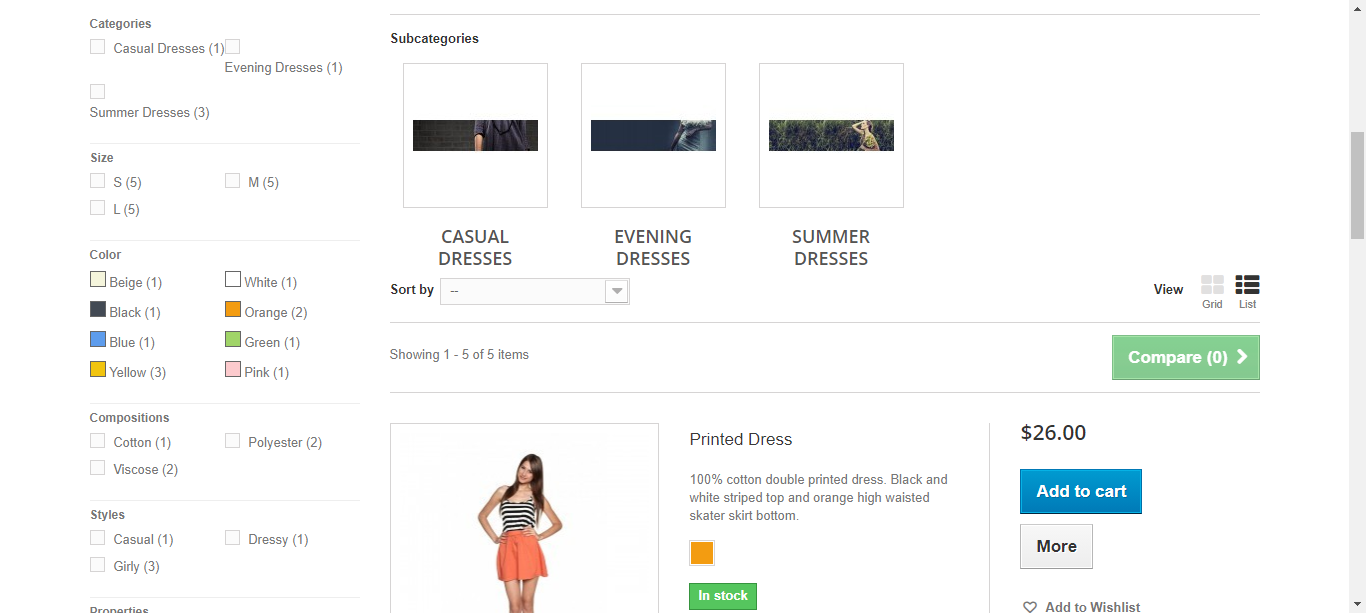 Categories
Casual Dresses (1)
Evening Dresses (1)
Summer Dresses (3)
Size
S (5)
M (5)
L (5)
Color
Beige (1)
White (1)
Black (1)
Orange (2)
Blue (1)
Green (1)
Yellow (3)
Pink (1)
Compositions
Cotton (1)
Polyester (2)
Viscose (2)
Styles
Casual (1)
Dressy (1)
Girly (3)
Properties
Subcategories
CASUAL
DRESSES
EVENING
DRESSES
SUMMER
DRESSES
Sort by
--
View
Grid
List
Showing 1 - 5 of 5 items
Compare (0)
Printed Dress
100% cotton double printed dress. Black and
white striped top and orange high waisted
skater skirt bottom.
In stock
$26.00
Add to cart
More
Add to Wishlist